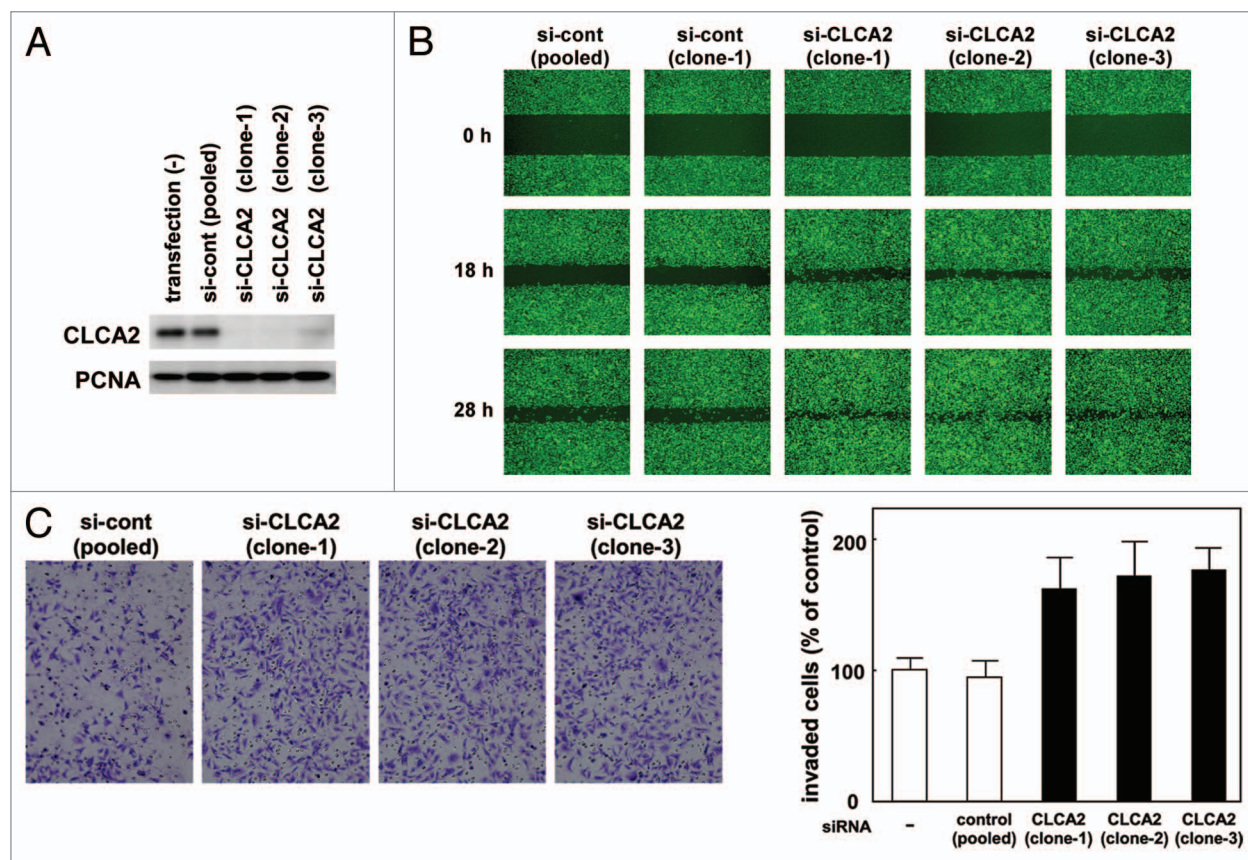 A
transfection (-)
si-cont (pooled)
si-CLCA2 (clone-1)
si-CLCA2 (clone-2)
si-CLCA2 (clone-3)
CLCA2
PCNA
B
si-cont
(pooled)
si-cont
(clone-1)
si-CLCA2
(clone-1)
si-CLCA2
(clone-2)
si-CLCA2
(clone-3)
0 h
18 h
28 h
C
si-cont
(pooled)
si-CLCA2
(clone-1)
si-CLCA2
(clone-2)
si-CLCA2
(clone-3)
invaded cells (% of control)
200
100
0
siRNA
-
control
(pooled)
CLCA2
(clone-1)
CLCA2
(clone-2)
CLCA2
(clone-3)